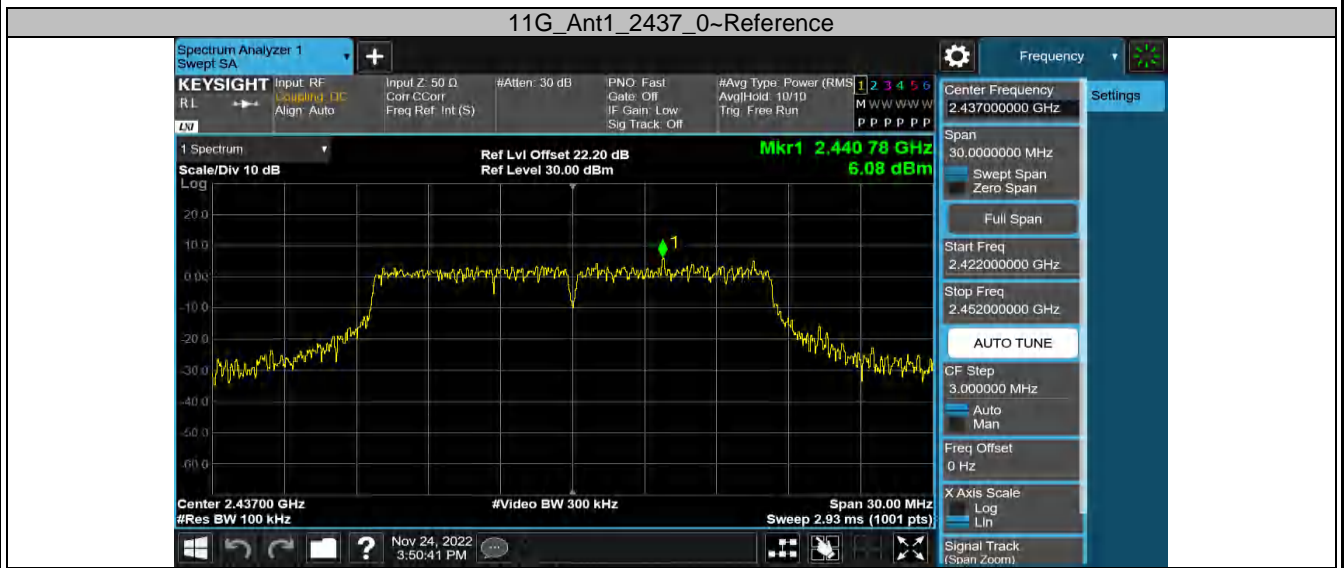 11G_Ant1_2437_0~Reference
Spectrum Analyzer 1
Swept SA
+
Frequency
KEYSIGHT
RL
LXI
Input: RF
Coupling: DC
Align: Auto
Input Z: 50 Ω
Corr CCorr
Freq Ref: Int (S)
#Atten: 30 dB
PNO: Fast
Gate: Off
IF Gain: Low
Sig Track: Off
#Avg Type: Power (RMS
Avg|Hold: 10/10
Trig: Free Run
1 2 3 4 5 6
M W W W W W
P P P P P P
1 Spectrum
Scale/Div 10 dB
Log
Ref Lvl Offset 22.20 dB
Ref Level 30.00 dBm
Mkr1 2.440 78 GHz
6.08 dBm
1
20.0
10.0
0.00
-10.0
-20.0
-30.0
-40.0
-50.0
-60.0
Center 2.43700 GHz
#Res BW 100 kHz
#Video BW 300 kHz
Span 30.00 MHz
Sweep 2.93 ms (1001 pts)
Center Frequency
2.437000000 GHz
Settings
Span
30.0000000 MHz
Swept Span
Zero Span
Full Span
Start Freq
2.422000000 GHz
Stop Freq
2.452000000 GHz
AUTO TUNE
CF Step
3.000000 MHz
Auto
Man
Freq Offset
0 Hz
X Axis Scale
Log
Lin
Signal Track
(Span Zoom)
?
Nov 24, 2022
3:50:41 PM